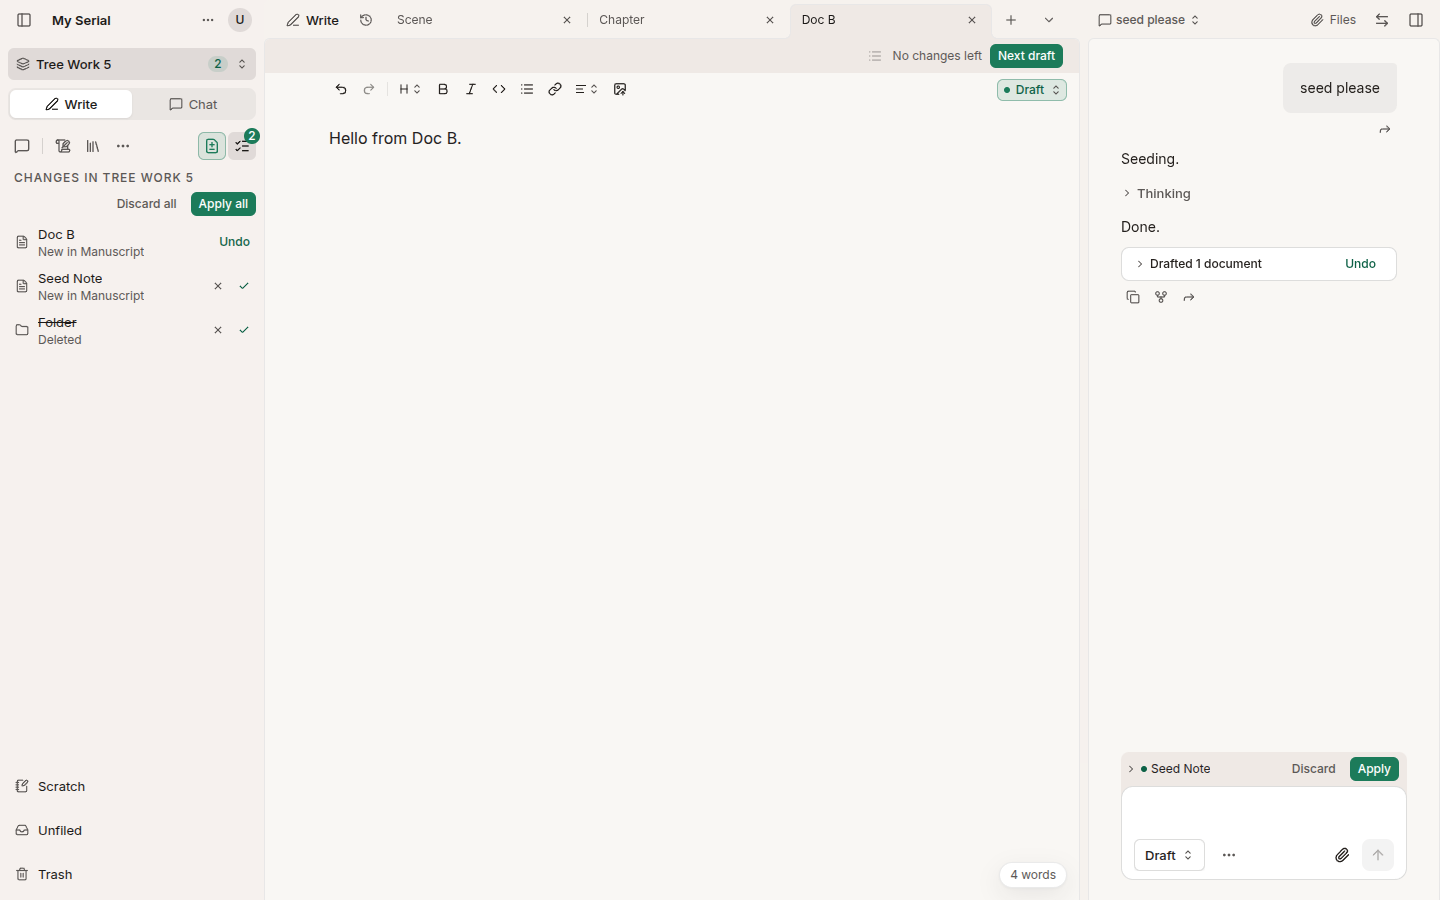 My Serial
U
Tree Work 5
2
Write
Chat
2
CHANGES IN TREE WORK 5
Discard all
Apply all
Doc B
New in Manuscript
Undo
Seed Note
New in Manuscript
Folder
Deleted
Scratch
Unfiled
Trash
Write
Scene
Chapter
Doc B
No changes left
Next draft
H
B
I
Draft
Hello from Doc B.
4 words
seed please
Files
seed please
Seeding.
Thinking
Done.
Drafted 1 document
Undo
Seed Note
Discard
Apply
Draft